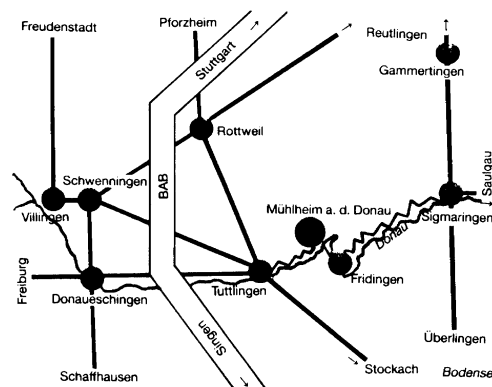 Freudenstadt
Pforzheim
Stuttgart
Reutlingen
Gammertingen
Rottweil
Schwenningen
BAB
Saulgau
Villingen
Mühlheim a. d. Donau
Sigmaringen
Donau
Freiburg
Donaueschingen
Tuttlingen
Fridingen
Singen
Überlingen
Schaffhausen
Stockach
Bodense